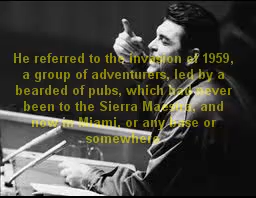 He referred to the invasion of 1959,
a group of adventurers, led by a
bearded of pubs, which had never
been to the Sierra Maestra, and
now in Miami, or any base or
somewhere.